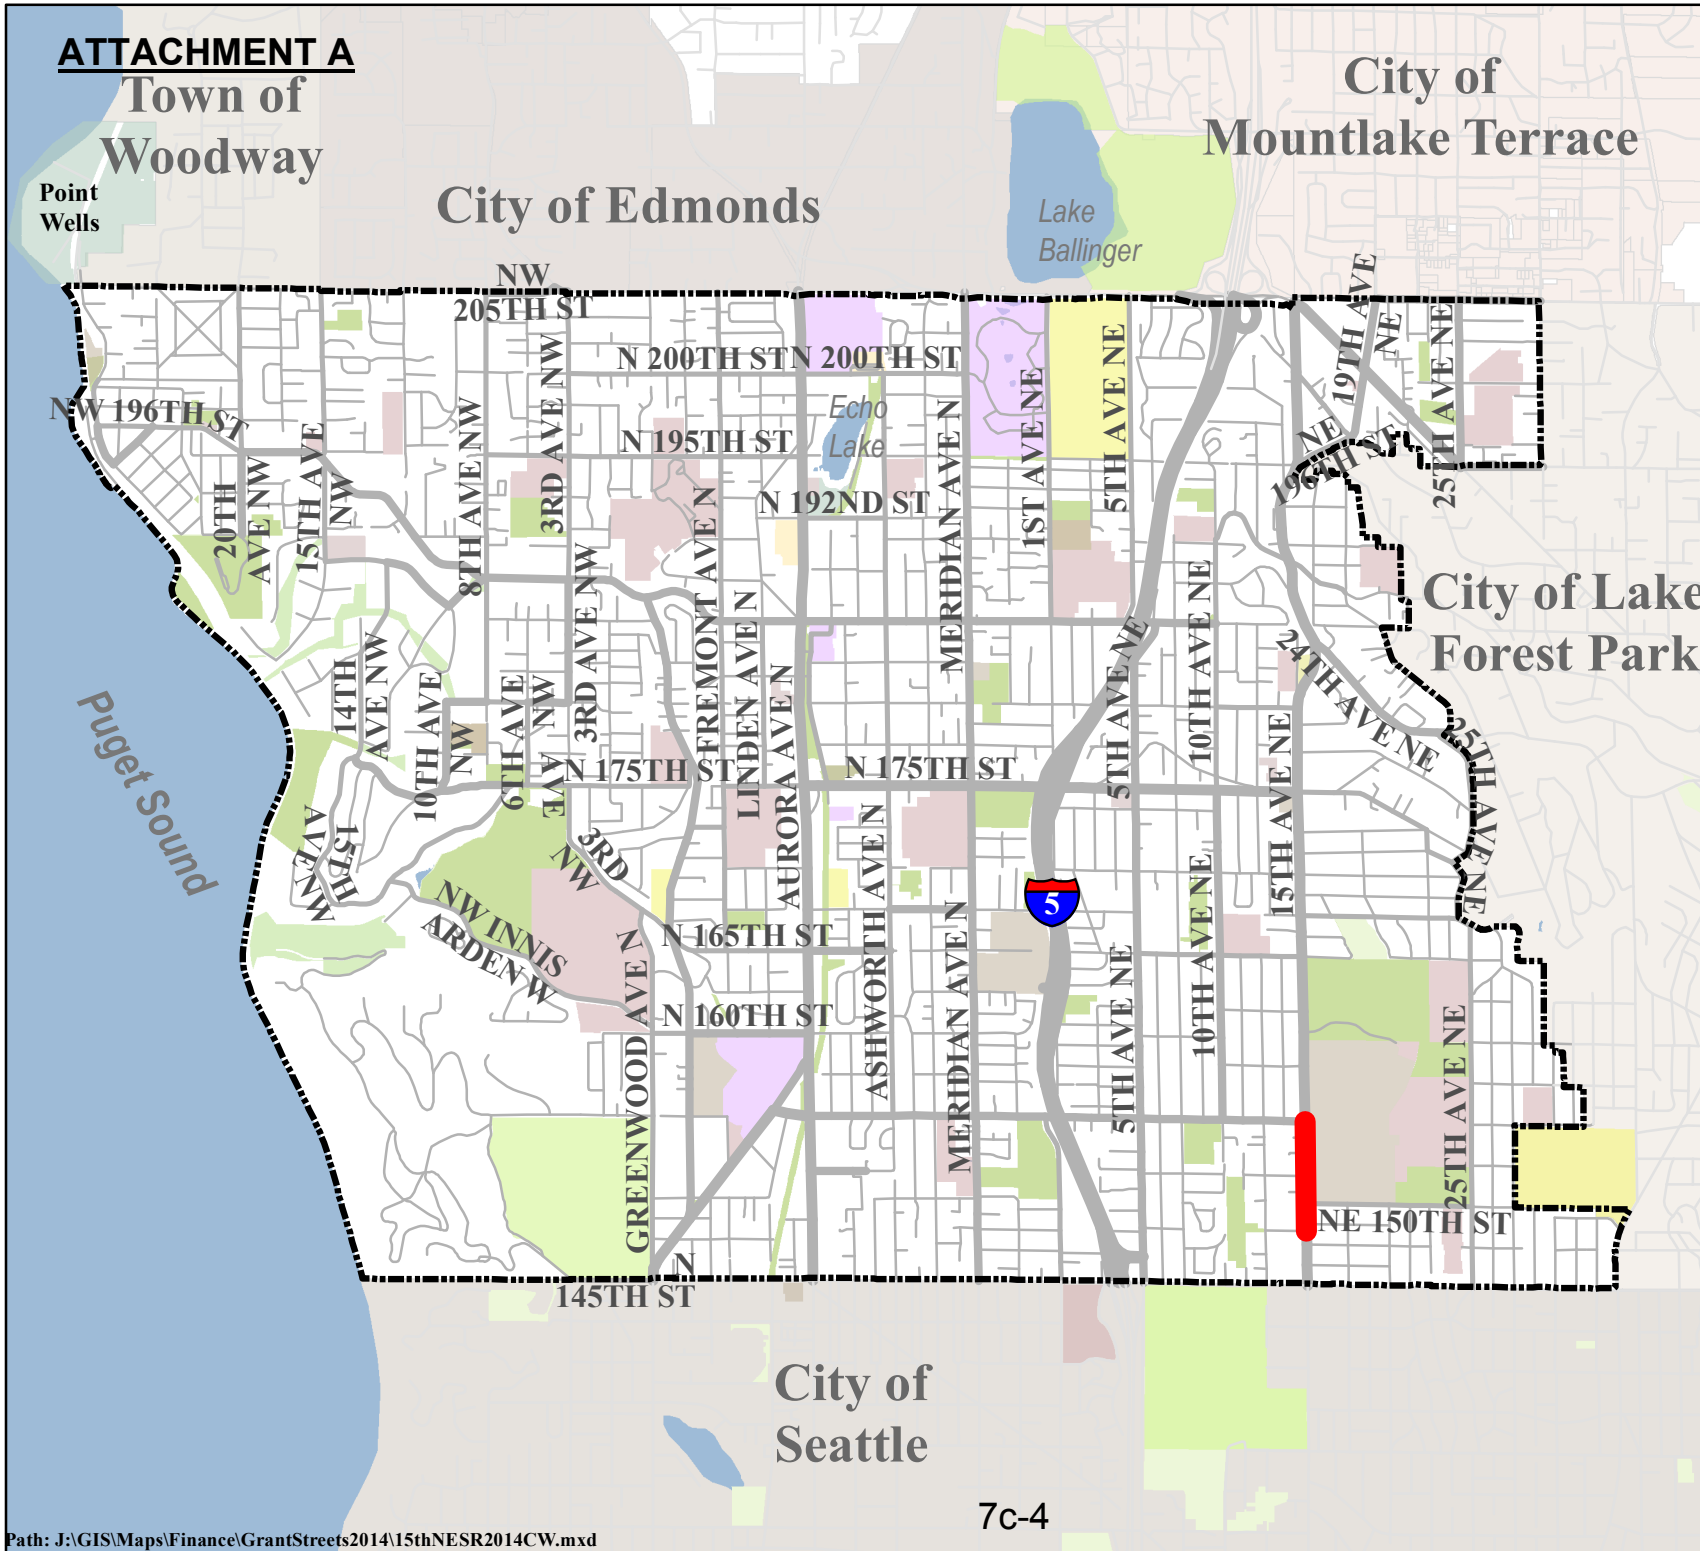 ATTACHMENT A
Town of
Woodway
City of
Mountlake Terrace
Point
Wells
City of Edmonds
Lake
Ballinger
NW
205TH ST
19TH AVE
NE
25TH AVE NE
N 200TH ST
N 200TH ST
3RD AVE NW
5TH AVE NE
1ST AVE NE
NW 196TH ST
Echo
Lake
8TH AVE NW
MERIDIAN AVE N
N 195TH ST
NE
196TH ST
15TH AVE
NW
20TH
AVE NW
N 192ND ST
3RD AVE NW
FREMONT AVE N
LINDEN AVE N
10TH AVE NE
City of Lake
Forest Park
5TH AVE NE
24TH AVE NE
25TH AVE NE
14TH
AVE NW
10TH AVE
NW
6TH AVE
NW
AURORA AVE N
15TH AVE NE
Puget Sound
AVE
N 175TH ST
N 175TH ST
15TH
AVE NW
3RD
NW
ASHWORTH AVE N
10TH AVE NE
5
NW INNIS
ARDEN W
N 165TH ST
MERIDIAN AVE N
5TH AVE NE
GREENWOOD AVE N
N 160TH ST
25TH AVE NE
NE 150TH ST
N
145TH ST
City of
Seattle
7c-4
Path: J:\GIS\Maps\Finance\GrantStreets2014\15thNESR2014CW.mxd